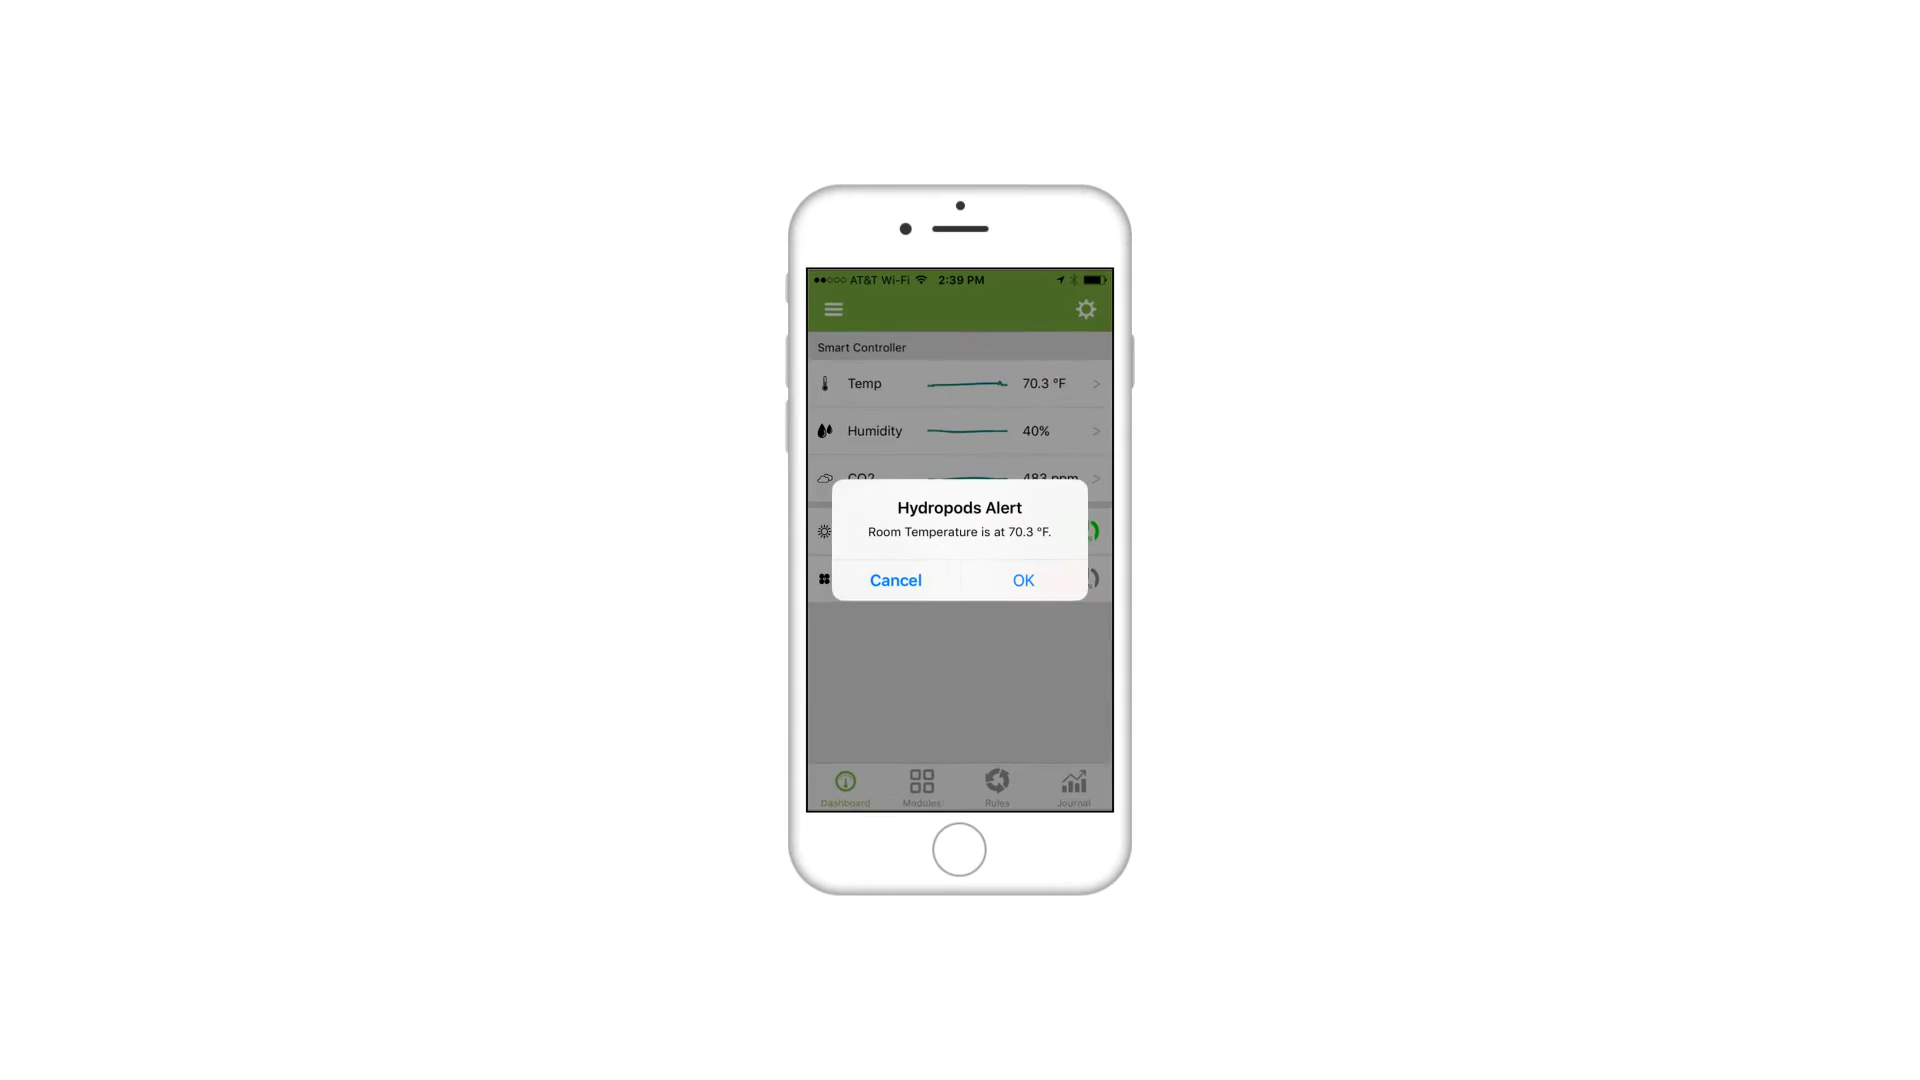 AT&T Wi-Fi 2:39 PM
Smart Controller
Temp 70.3 °F >
Humidity 40% >
CO2 483 ppm >
Hydropods Alert
Room Temperature is at 70.3 °F.
Cancel OK
Dashboard Modules Rules Journal